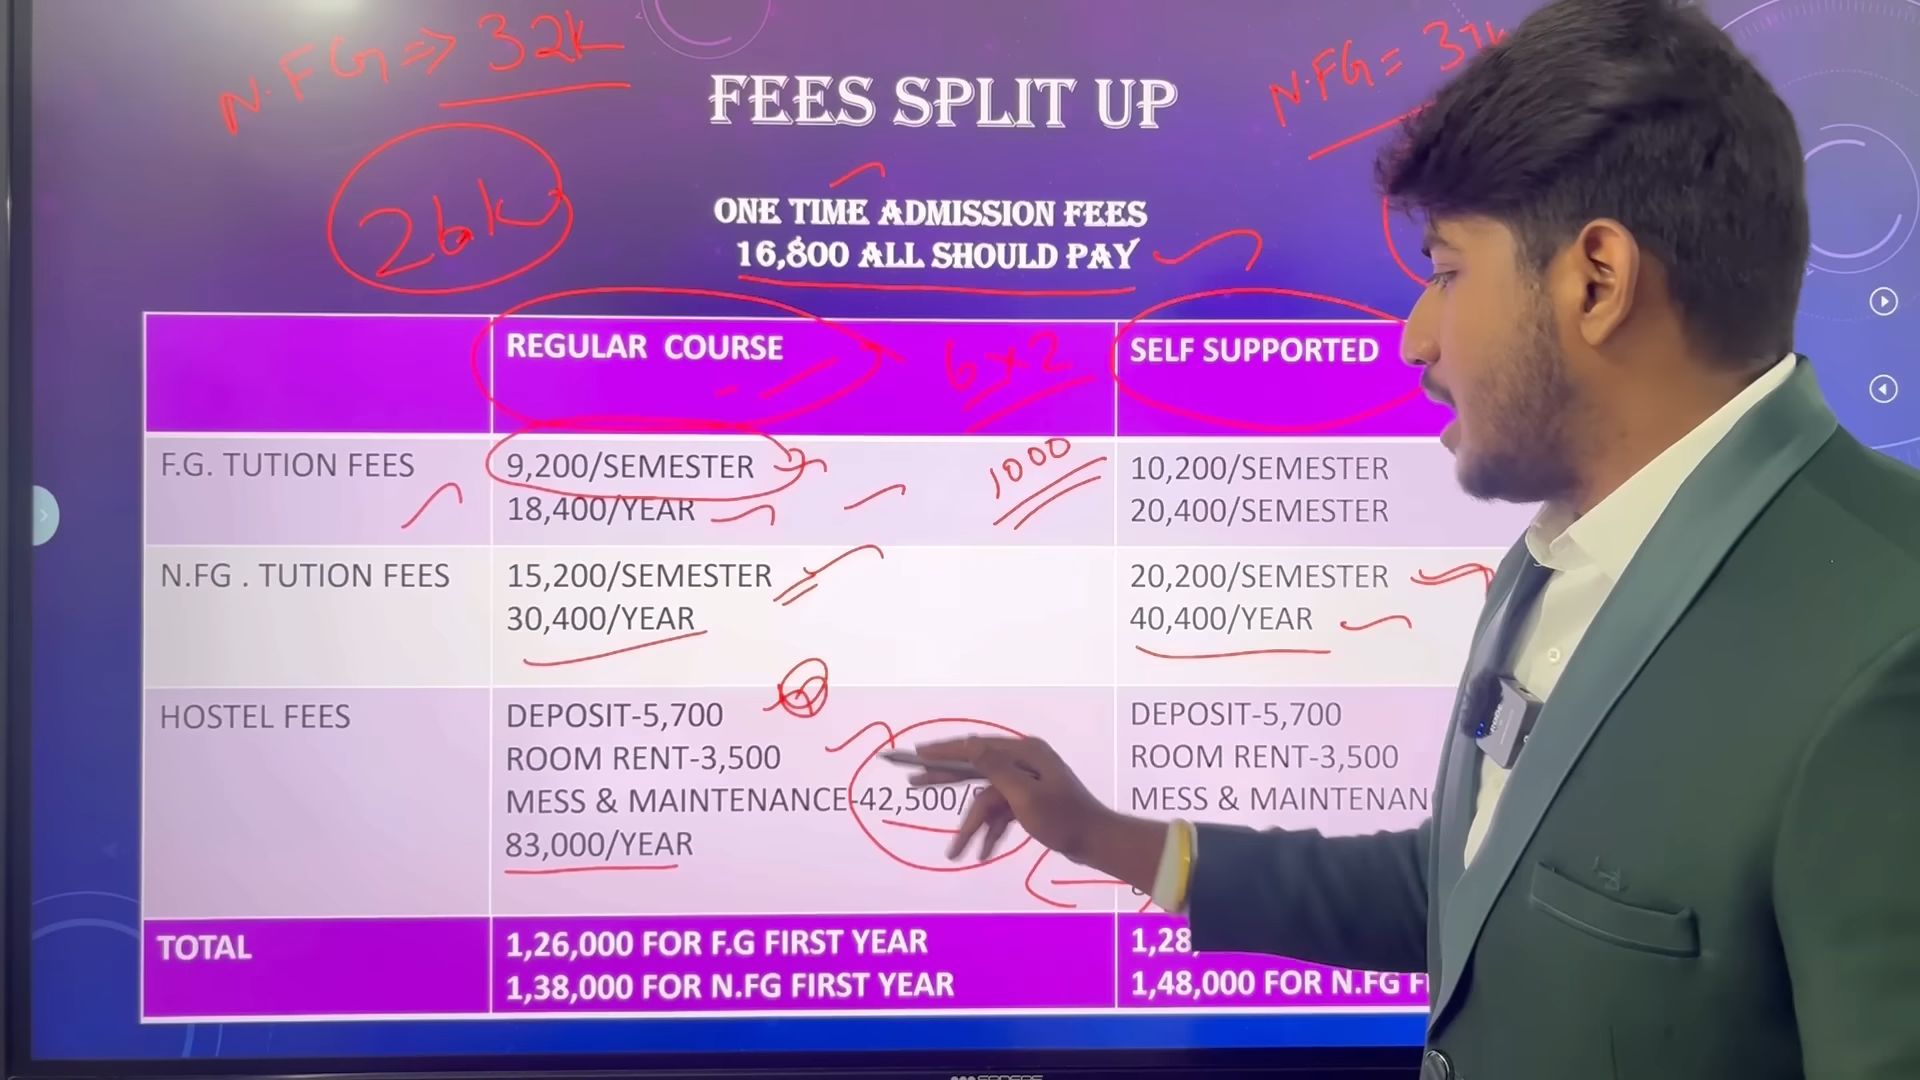 N.FG => 32k
FEES SPLIT UP
N.FG =
26k
ONE TIME ADMISSION FEES
16,800 ALL SHOULD PAY
REGULAR COURSE
6x2
SELF SUPPORTED
F.G. TUTION FEES
9,200/SEMESTER
18,400/YEAR
1000
10,200/SEMESTER
20,400/SEMESTER
N.FG . TUTION FEES
15,200/SEMESTER
30,400/YEAR
20,200/SEMESTER
40,400/YEAR
HOSTEL FEES
DEPOSIT-5,700
ROOM RENT-3,500
MESS & MAINTENANCE-42,500/
83,000/YEAR
DEPOSIT-5,700
ROOM RENT-3,500
MESS & MAINTENAN
TOTAL
1,26,000 FOR F.G FIRST YEAR
1,38,000 FOR N.FG FIRST YEAR
1,28,
1,48,000 FOR N.FG F